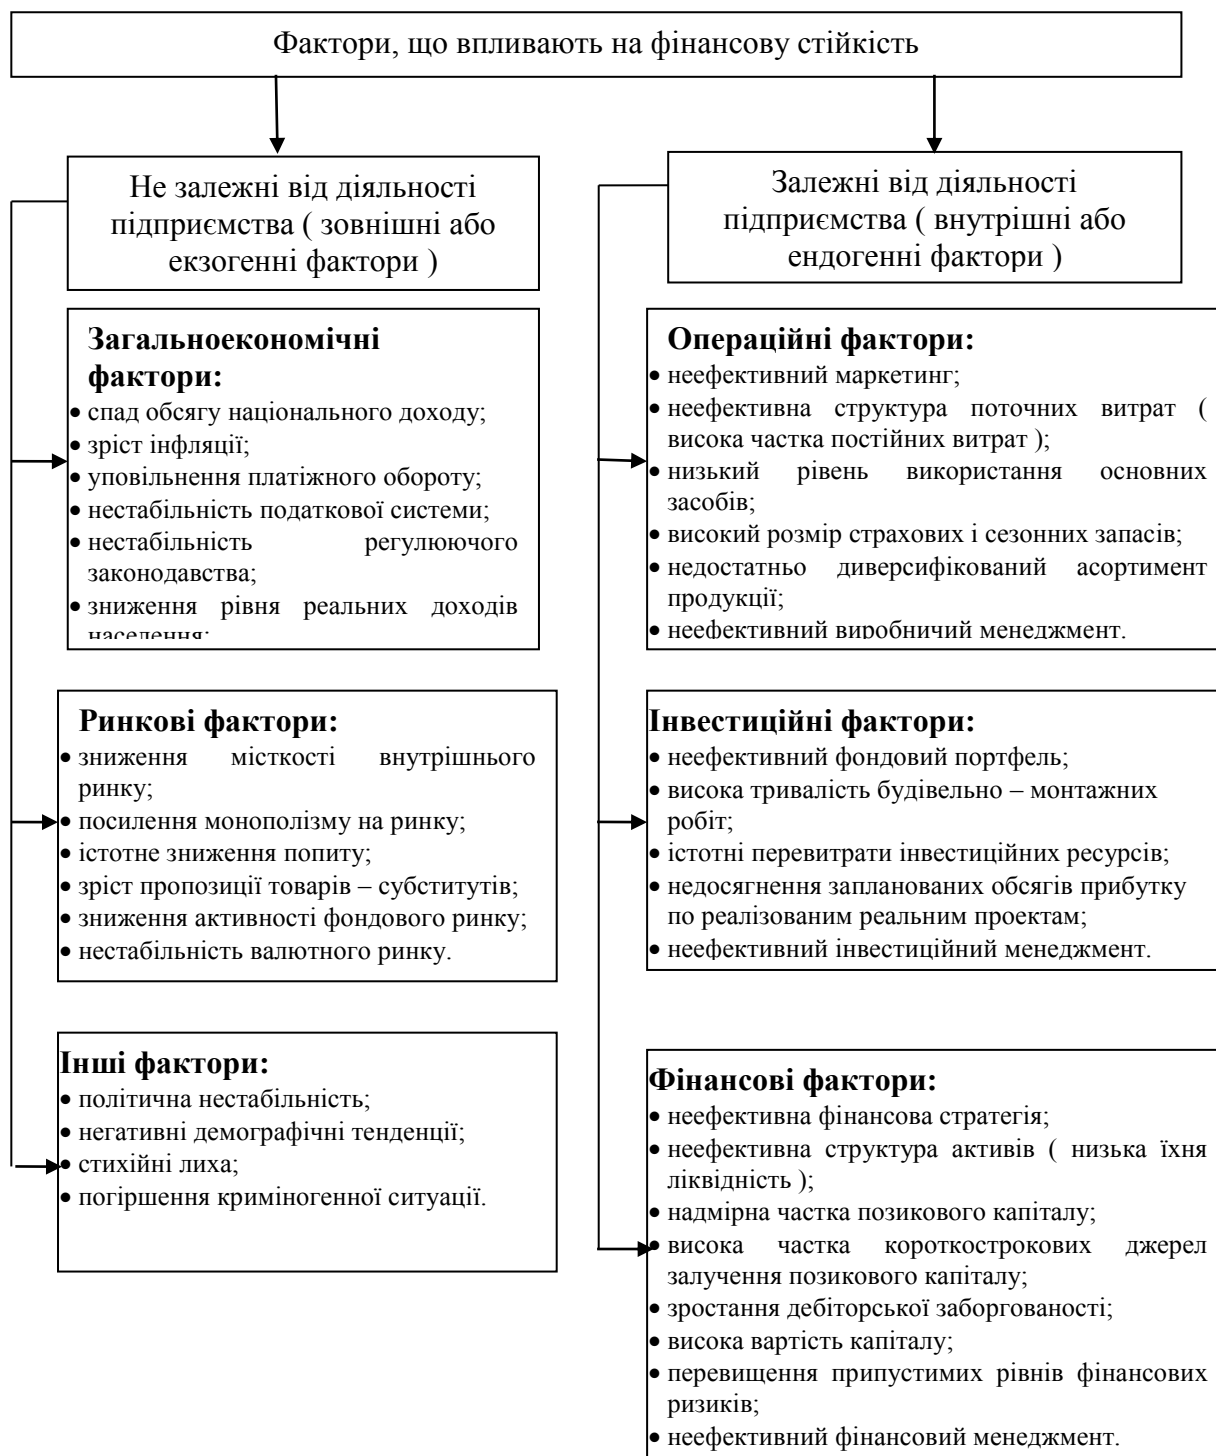 Фактори, що впливають на фінансову стійкість
Не залежні від діяльності
підприємства ( зовнішні або
екзогенні фактори )
Загальноекономічні
фактори:
• спад обсягу національного доходу;
• зріст інфляції;
• уповільнення платіжного обороту;
• нестабільність податкової системи;
• нестабільність регулюючого
законодавства;
• зниження рівня реальних доходів
населення;
Ринкові фактори:
• зниження місткості внутрішнього
ринку;
• посилення монополізму на ринку;
• істотне зниження попиту;
• зріст пропозиції товарів – субститутів;
• зниження активності фондового ринку;
• нестабільність валютного ринку.
Інші фактори:
• політична нестабільність;
• негативні демографічні тенденції;
• стихійні лиха;
• погіршення криміногенної ситуації.
Залежні від діяльності
підприємства ( внутрішні або
ендогенні фактори )
Операційні фактори:
• неефективний маркетинг;
• неефективна структура поточних витрат (
висока частка постійних витрат );
• низький рівень використання основних
засобів;
• високий розмір страхових і сезонних запасів;
• недостатньо диверсифікований асортимент
продукції;
• неефективний виробничий менеджмент.
Інвестиційні фактори:
• неефективний фондовий портфель;
• висока тривалість будівельно – монтажних
робіт;
• істотні перевитрати інвестиційних ресурсів;
• недосягнення запланованих обсягів прибутку
по реалізованим реальним проектам;
• неефективний інвестиційний менеджмент.
Фінансові фактори:
• неефективна фінансова стратегія;
• неефективна структура активів ( низька їхня
ліквідність );
• надмірна частка позикового капіталу;
• висока частка короткострокових джерел
залучення позикового капіталу;
• зростання дебіторської заборгованості;
• висока вартість капіталу;
• перевищення припустимих рівнів фінансових
ризиків;
• неефективний фінансовий менеджмент.